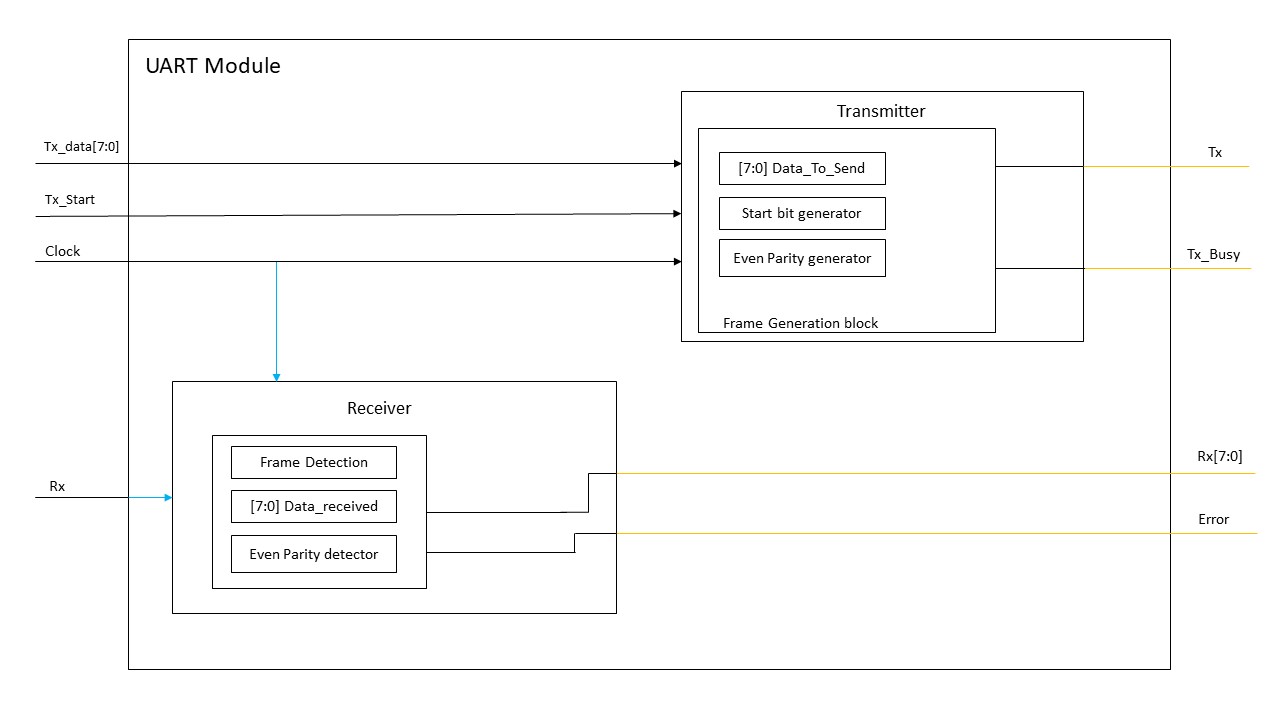 UART Module
Transmitter
Tx_data[7:0]
[7:0] Data_To_Send
Tx
Tx_Start
Start bit generator
Clock
Even Parity generator
Tx_Busy
Frame Generation block
Receiver
Frame Detection
Rx[7:0]
Rx
[7:0] Data_received
Error
Even Parity detector